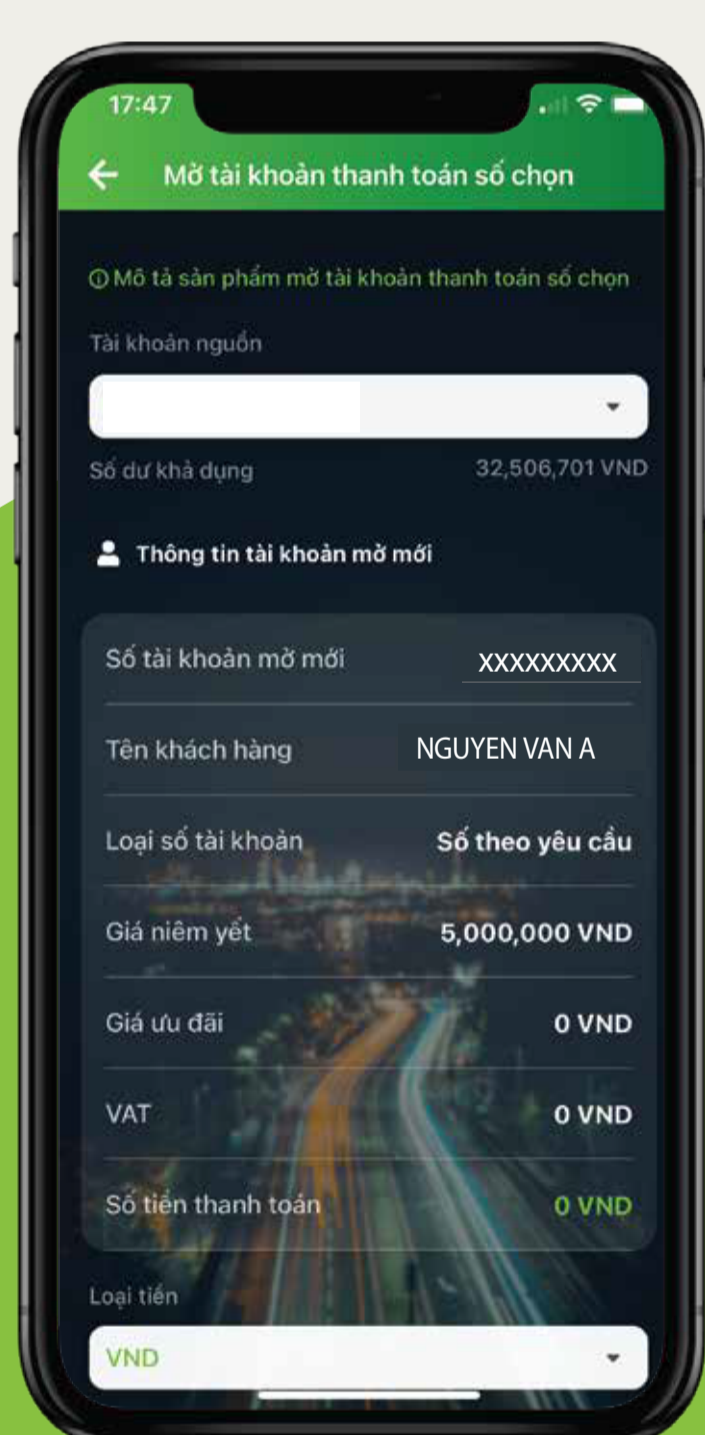 17:47
Mở tài khoản thanh toán số chọn
Mô tả sản phẩm mở tài khoản thanh toán số chọn
Tài khoản nguồn
Số dư khả dụng 32,506,701 VND
Thông tin tài khoản mở mới
Số tài khoản mở mới XXXXXXXXX
Tên khách hàng NGUYEN VAN A
Loại số tài khoản Số theo yêu cầu
Giá niêm yết 5,000,000 VND
Giá ưu đãi 0 VND
VAT 0 VND
Số tiền thanh toán 0 VND
Loại tiền
VND